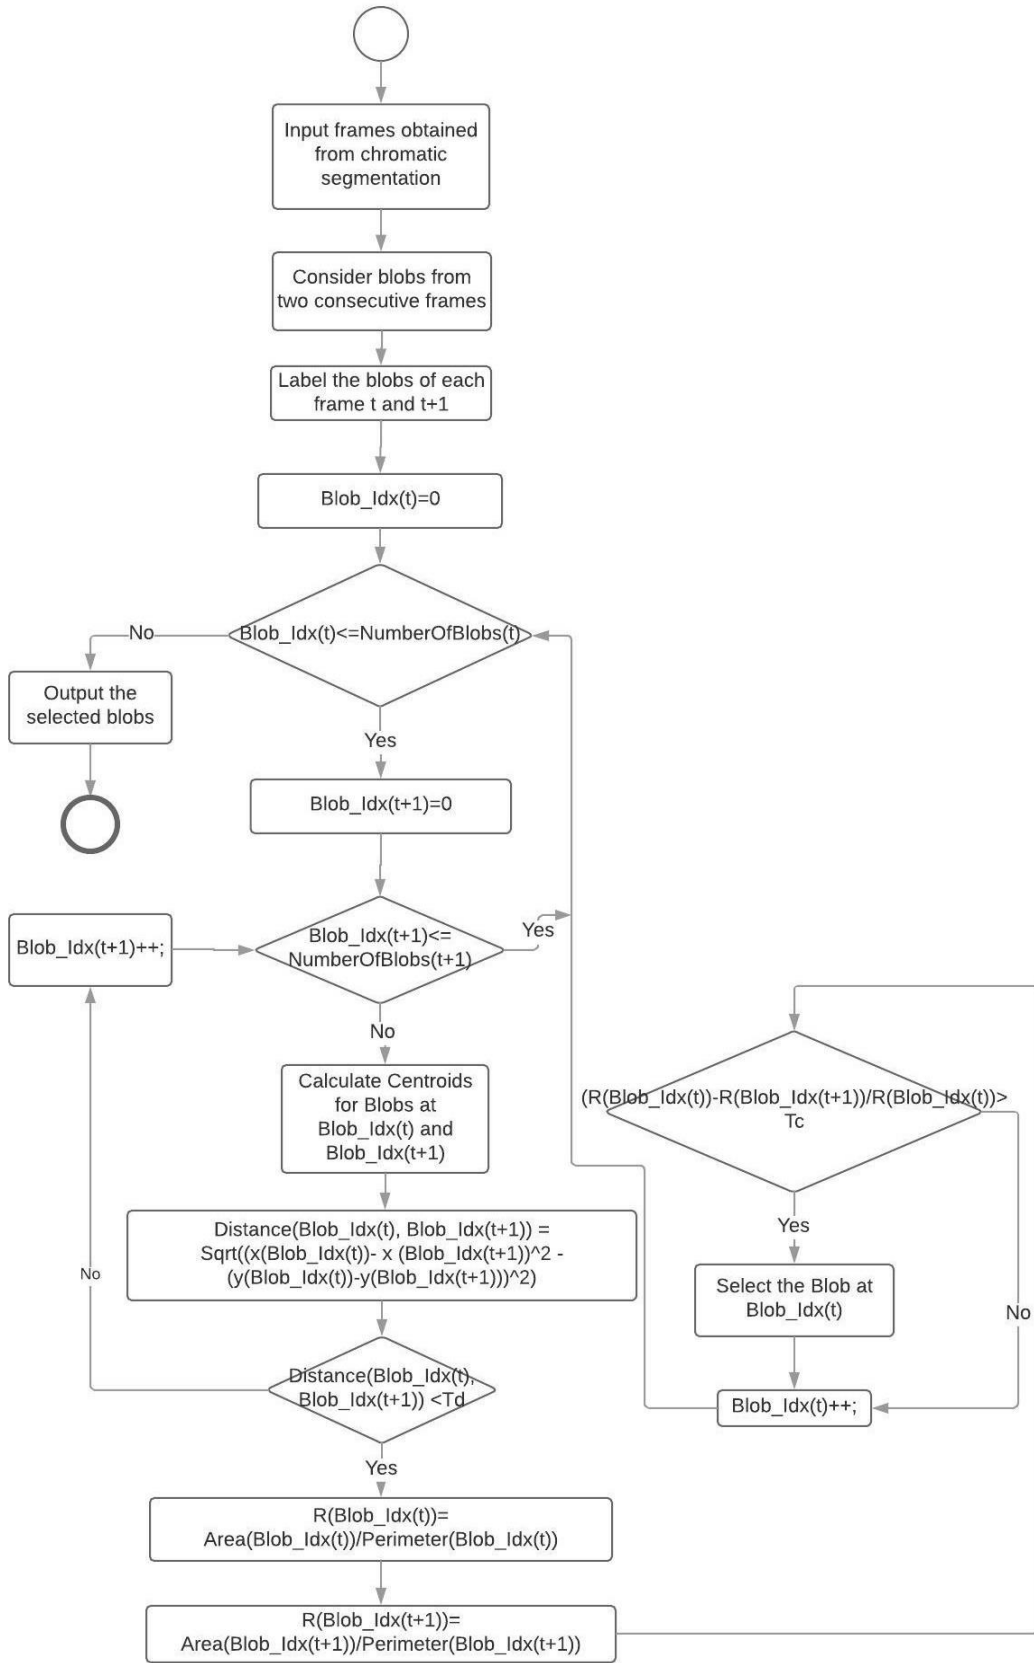 Input frames obtained
from chromatic
segmentation
Consider blobs from
two consecutive frames
Label the blobs of each
frame t and t+1
Blob_Idx(t)=0
Blob_Idx(t)<=NumberOfBlobs(t)
No
Output the
selected blobs
Yes
Blob_Idx(t+1)=0
Blob_Idx(t+1)++;
Blob_Idx(t+1)<=
NumberOfBlobs(t+1)
Yes
No
Calculate Centroids
for Blobs at
Blob_Idx(t) and
Blob_Idx(t+1)
Distance(Blob_Idx(t), Blob_Idx(t+1)) =
Sqrt((x(Blob_Idx(t))- x (Blob_Idx(t+1))^2 -
(y(Blob_Idx(t))-y(Blob_Idx(t+1)))^2)
No
Distance(Blob_Idx(t),
Blob_Idx(t+1)) <Td
Yes
R(Blob_Idx(t))=
Area(Blob_Idx(t))/Perimeter(Blob_Idx(t))
R(Blob_Idx(t+1))=
Area(Blob_Idx(t+1))/Perimeter(Blob_Idx(t+1))
(R(Blob_Idx(t))-R(Blob_Idx(t+1))/R(Blob_Idx(t))>
Tc
Yes
Select the Blob at
Blob_Idx(t)
No
Blob_Idx(t)++;